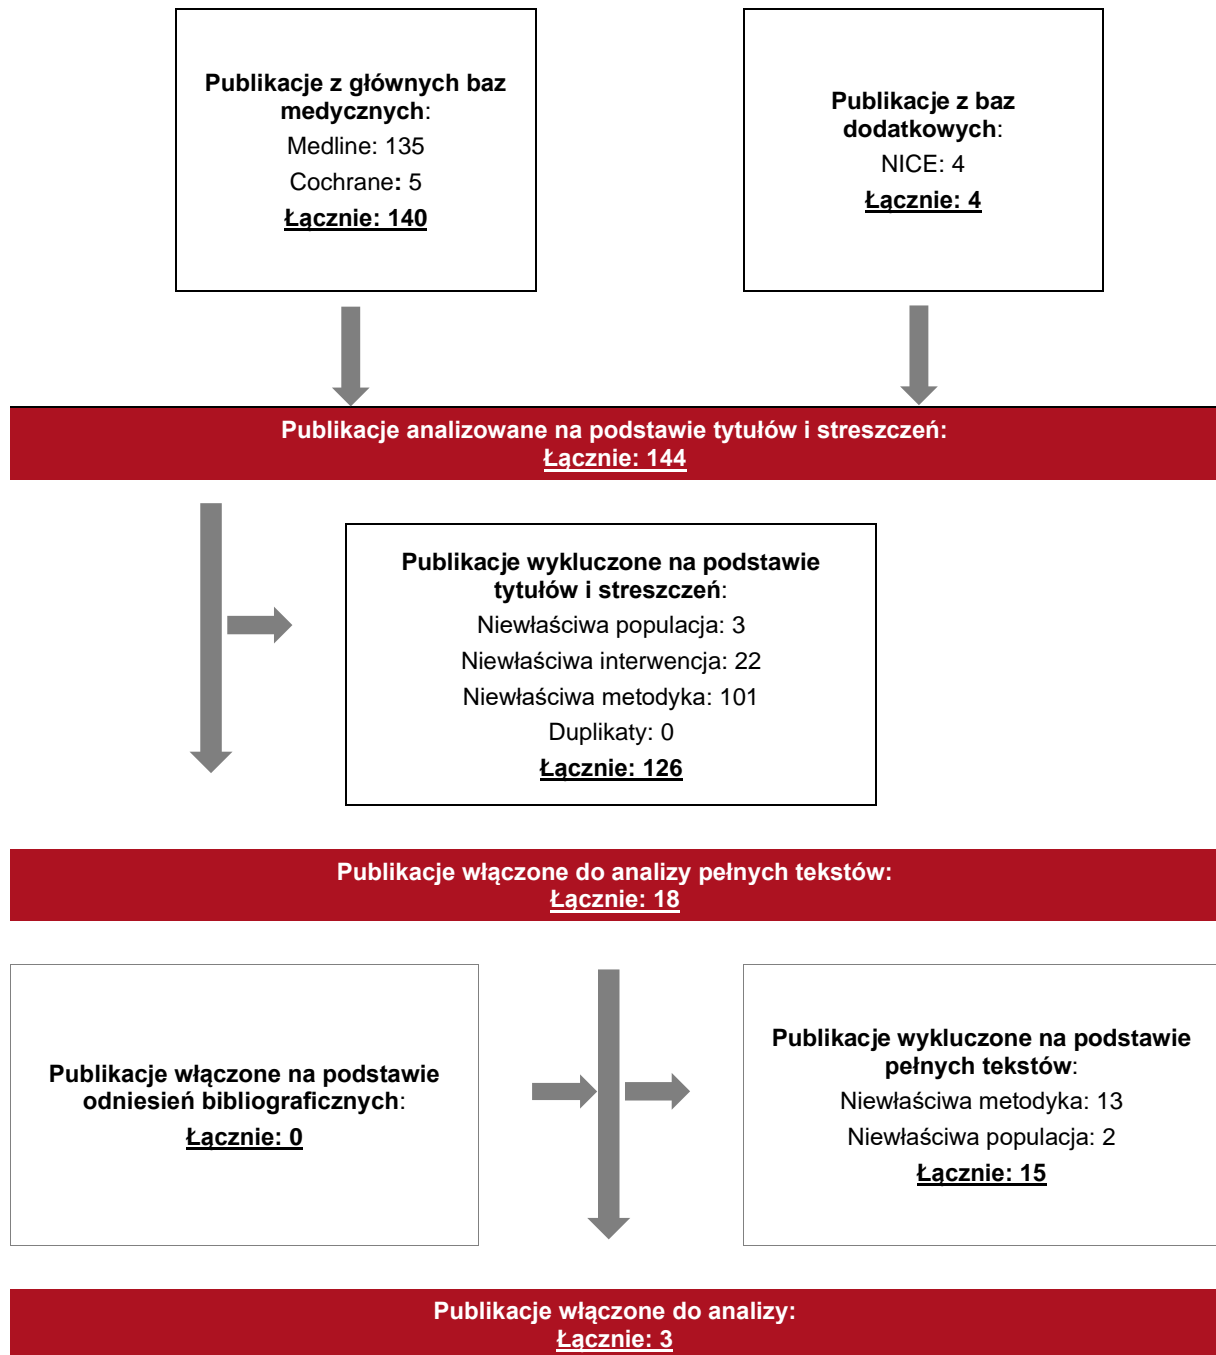 Publikacje z głównych baz
medycznych:
Medline: 135
Cochrane: 5
Łącznie: 140
Publikacje z baz
dodatkowych:
NICE: 4
Łącznie: 4
Publikacje analizowane na podstawie tytułów i streszczeń:
Łącznie: 144
Publikacje wykluczone na podstawie
tytułów i streszczeń:
Niewłaściwa populacja: 3
Niewłaściwa interwencja: 22
Niewłaściwa metodyka: 101
Duplikaty: 0
Łącznie: 126
Publikacje włączone do analizy pełnych tekstów:
Łącznie: 18
Publikacje włączone na podstawie
odniesień bibliograficznych:
Łącznie: 0
Publikacje wykluczone na podstawie
pełnych tekstów:
Niewłaściwa metodyka: 13
Niewłaściwa populacja: 2
Łącznie: 15
Publikacje włączone do analizy:
Łącznie: 3